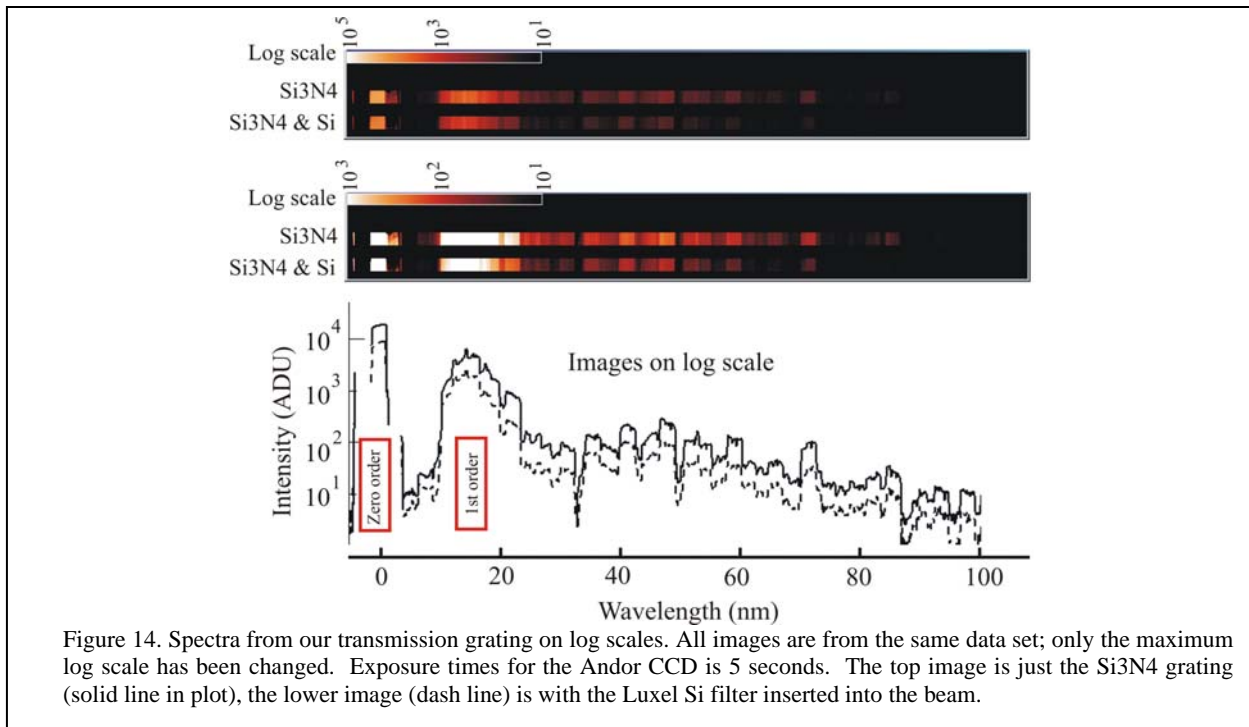 10^5 10^3 10^1
Log scale
Si3N4
Si3N4 & Si
10^3 10^2 10^1
Log scale
Si3N4
Si3N4 & Si
Images on log scale
Intensity (ADU)
10^4
10^3
10^2
10^1
Zero order
1st order
0 20 40 60 80 100
Wavelength (nm)
Figure 14. Spectra from our transmission grating on log scales. All images are from the same data set; only the maximum
log scale has been changed. Exposure times for the Andor CCD is 5 seconds. The top image is just the Si3N4 grating
(solid line in plot), the lower image (dash line) is with the Luxel Si filter inserted into the beam.